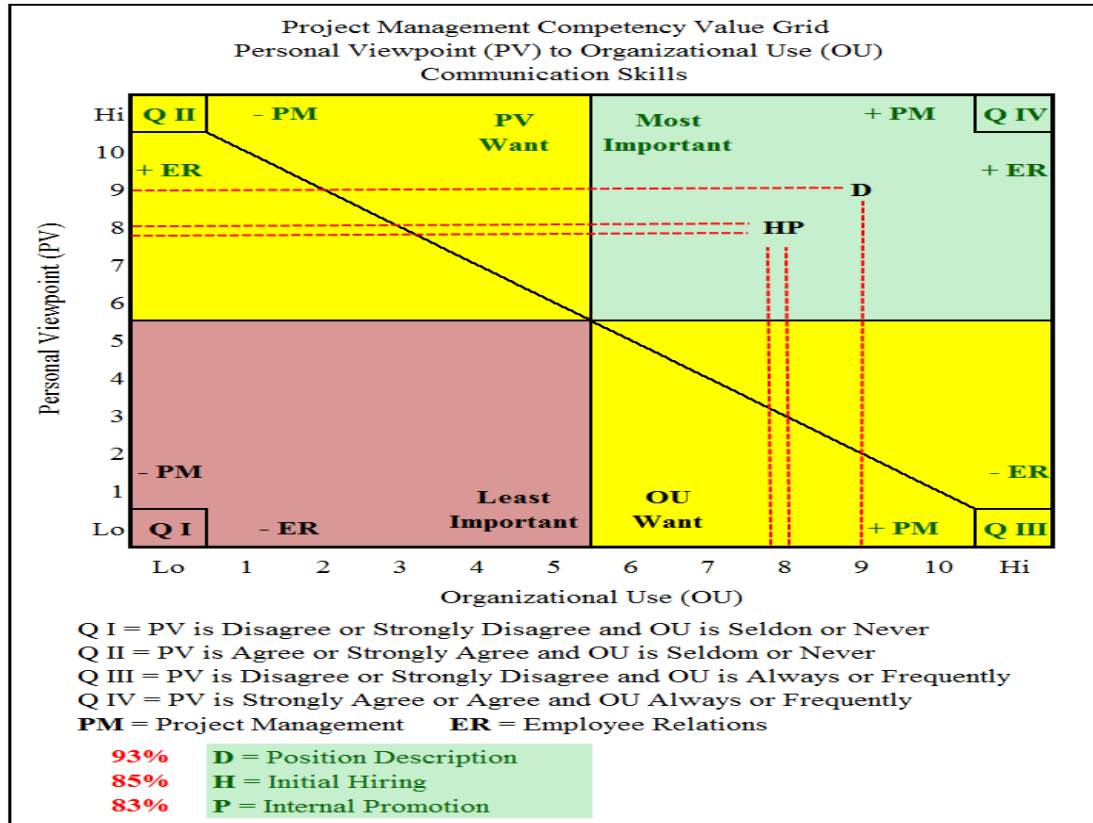 Project Management Competency Value Grid
Personal Viewpoint (PV) to Organizational Use (OU)
Communication Skills
Hi Q II - PM PV Want Most Important + PM Q IV
10
+ ER + ER
9 D
8 HP
7
6
Personal Viewpoint (PV)
5
4
3
2
- PM - ER
1
Least Important OU Want
Lo Q I - ER + PM Q III
Lo 1 2 3 4 5 6 7 8 9 10 Hi
Organizational Use (OU)
Q I = PV is Disagree or Strongly Disagree and OU is Seldon or Never
Q II = PV is Agree or Strongly Agree and OU is Seldom or Never
Q III = PV is Disagree or Strongly Disagree and OU is Always or Frequently
Q IV = PV is Strongly Agree or Agree and OU Always or Frequently
PM = Project Management ER = Employee Relations
93% D = Position Description
85% H = Initial Hiring
83% P = Internal Promotion